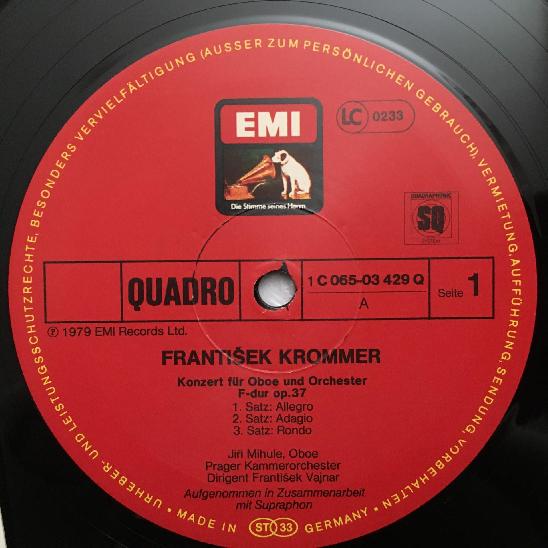 URHEBER- UND LEISTUNGSSCHUTZRECHTE, BESONDERS VERVIELFÄLTIGUNG (AUSSER ZUM PERSÖNLICHEN GEBRAUCH), VERMIETUNG, AUFFÜHRUNG, SENDUNG, VORBEHALTEN
EMI
Die Stimme seines Herrn
LC 0233
QUADRAPHONIC
SQ
SYSTEM
QUADRO
1 C 065-03 429 Q
A
Seite 1
℗ 1979 EMI Records Ltd.
FRANTIŠEK KROMMER
Konzert für Oboe und Orchester
F-dur op.37
1. Satz: Allegro
2. Satz: Adagio
3. Satz: Rondo
Jiří Mihule, Oboe
Prager Kammerorchester
Dirigent František Vajnar
Aufgenommen in Zusammenarbeit
mit Supraphon
• MADE IN ST 33 GERMANY •